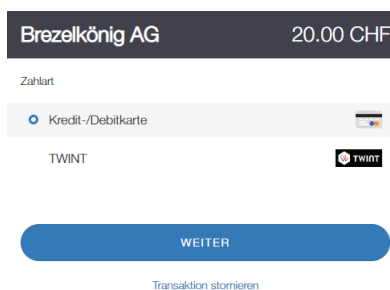 Brezelkönig AG 20.00 CHF
Zahlart
Kredit-/Debitkarte
TWINT TWINT
WEITER
Transaktion stornieren